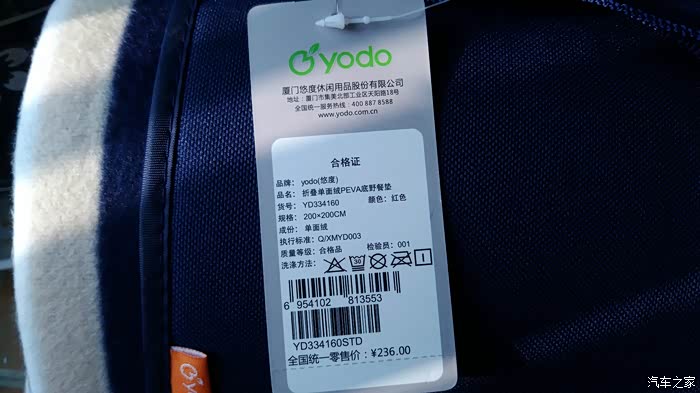 yodo
厦门悠度休闲用品股份有限公司
地址：厦门市集美北部工业区天阳路18号
全国统一服务热线：400 887 8588
www.yodo.com.cn
合格证
品牌： yodo(悠度)
品名： 折叠单面绒PEVA底野餐垫
货号： YD334160 颜色：红色
规格： 200×200CM
成份： 单面绒
执行标准：Q/XMYD003
质量等级：合格品 检验员：001
洗涤方法：
30
6 954102 813553
YD334160STD
全国统一零售价：¥236.00
汽车之家